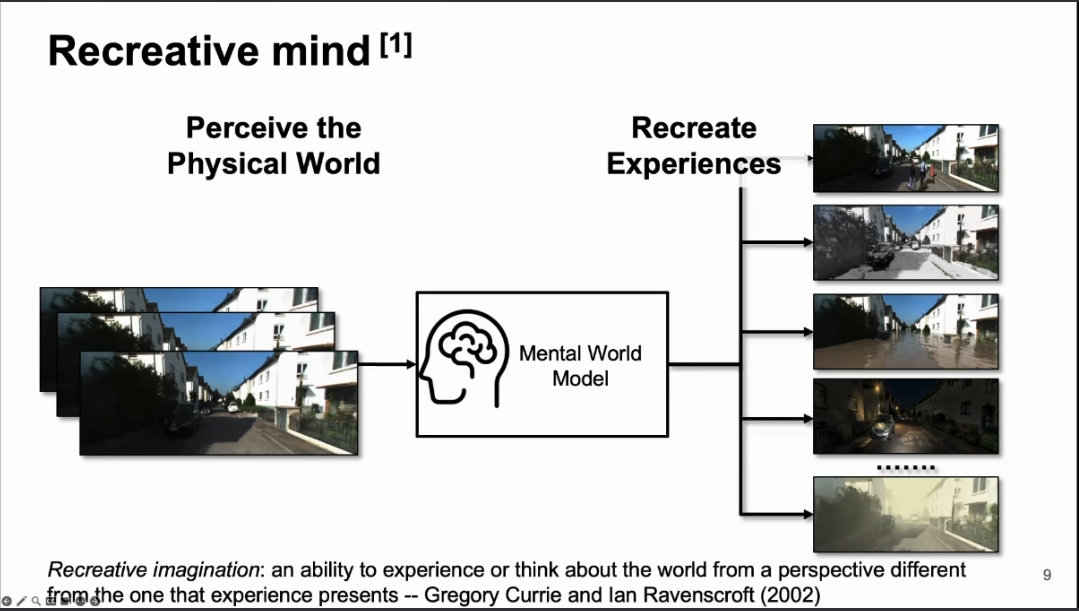 Recreative mind [1]
Perceive the
Physical World
Recreate
Experiences
Mental World
Model
.......
Recreative imagination: an ability to experience or think about the world from a perspective different
from the one that experience presents -- Gregory Currie and Ian Ravenscroft (2002)
9